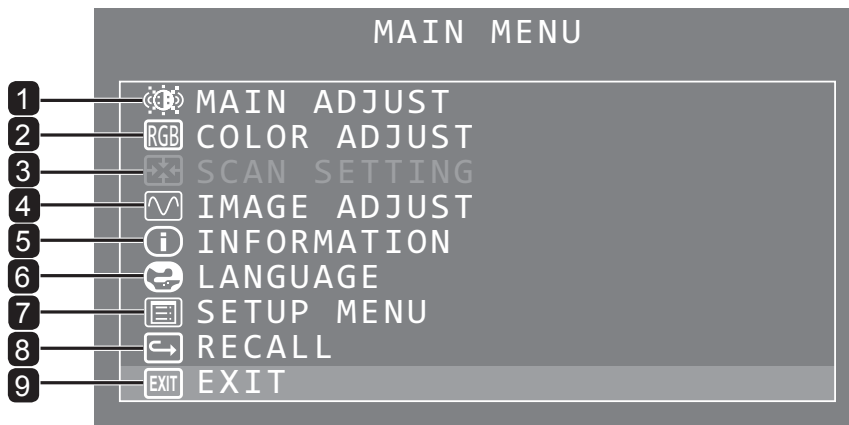 MAIN MENU
1 MAIN ADJUST
2 RGB COLOR ADJUST
3 SCAN SETTING
4 IMAGE ADJUST
5 i INFORMATION
6 LANGUAGE
7 SETUP MENU
8 RECALL
9 EXIT EXIT